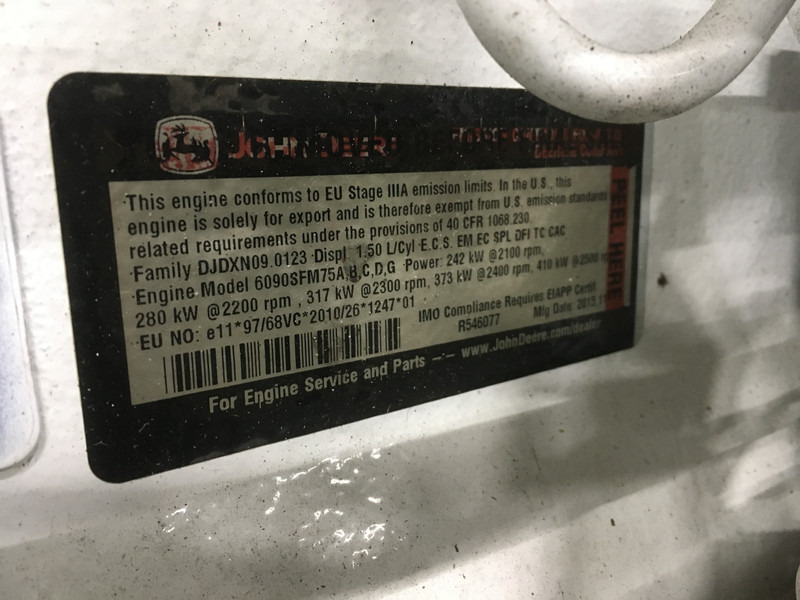 JOHN DEERE
This engine conforms to EU Stage IIIA emission limits. In the U.S., this
engine is solely for export and is therefore exempt from U.S. emission standards
related requirements under the provisions of 40 CFR 1068.230.
Family DJDXN09.0123 Displ 1.50 L/Cyl E.C.S. EM EC SPL DFI TC CAC
Engine Model 6090SFM75A,B,C,D,G Power: 242 kW @2100 rpm,
280 kW @2200 rpm, 317 kW @2300 rpm, 373 kW @2400 rpm, 410 kW @2500
EU NO: e11*97/68VC*2010/26*1247*01
IMO Compliance Requires EIAPP Certif
R546077 Mfg Date:
For Engine Service and Parts -·- www.JohnDeere.com/dealer
PEEL HERE